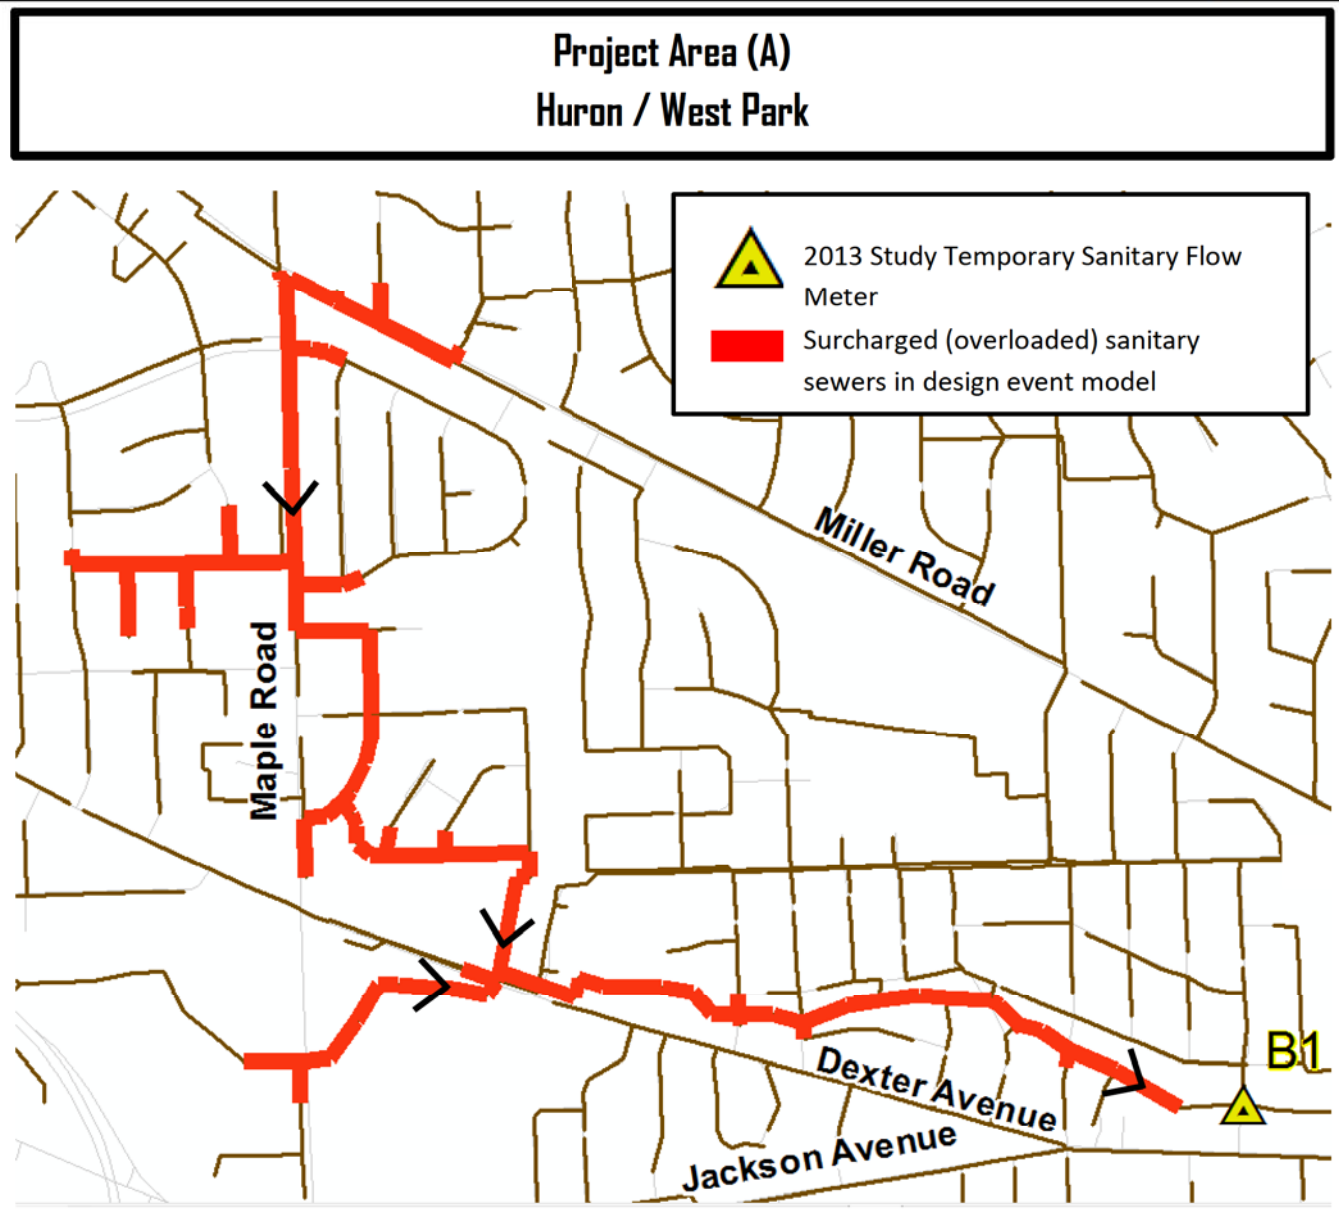 Project Area (A)
Huron / West Park
2013 Study Temporary Sanitary Flow
Meter
Surcharged (overloaded) sanitary
sewers in design event model
Miller Road
Maple Road
B1
Dexter Avenue
Jackson Avenue